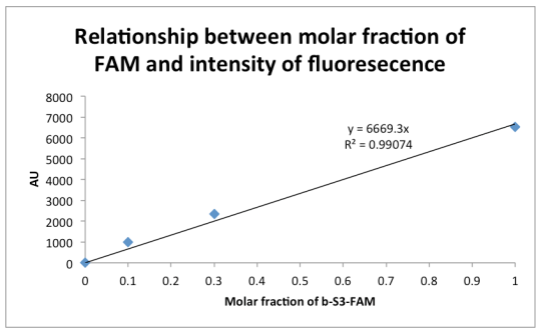 Relationship between molar fraction of
FAM and intensity of fluoresecence
8000
7000
6000
5000
4000
3000
2000
1000
0
AU
y = 6669.3x
R² = 0.99074
0 0.1 0.2 0.3 0.4 0.5 0.6 0.7 0.8 0.9 1
Molar fraction of b-S3-FAM